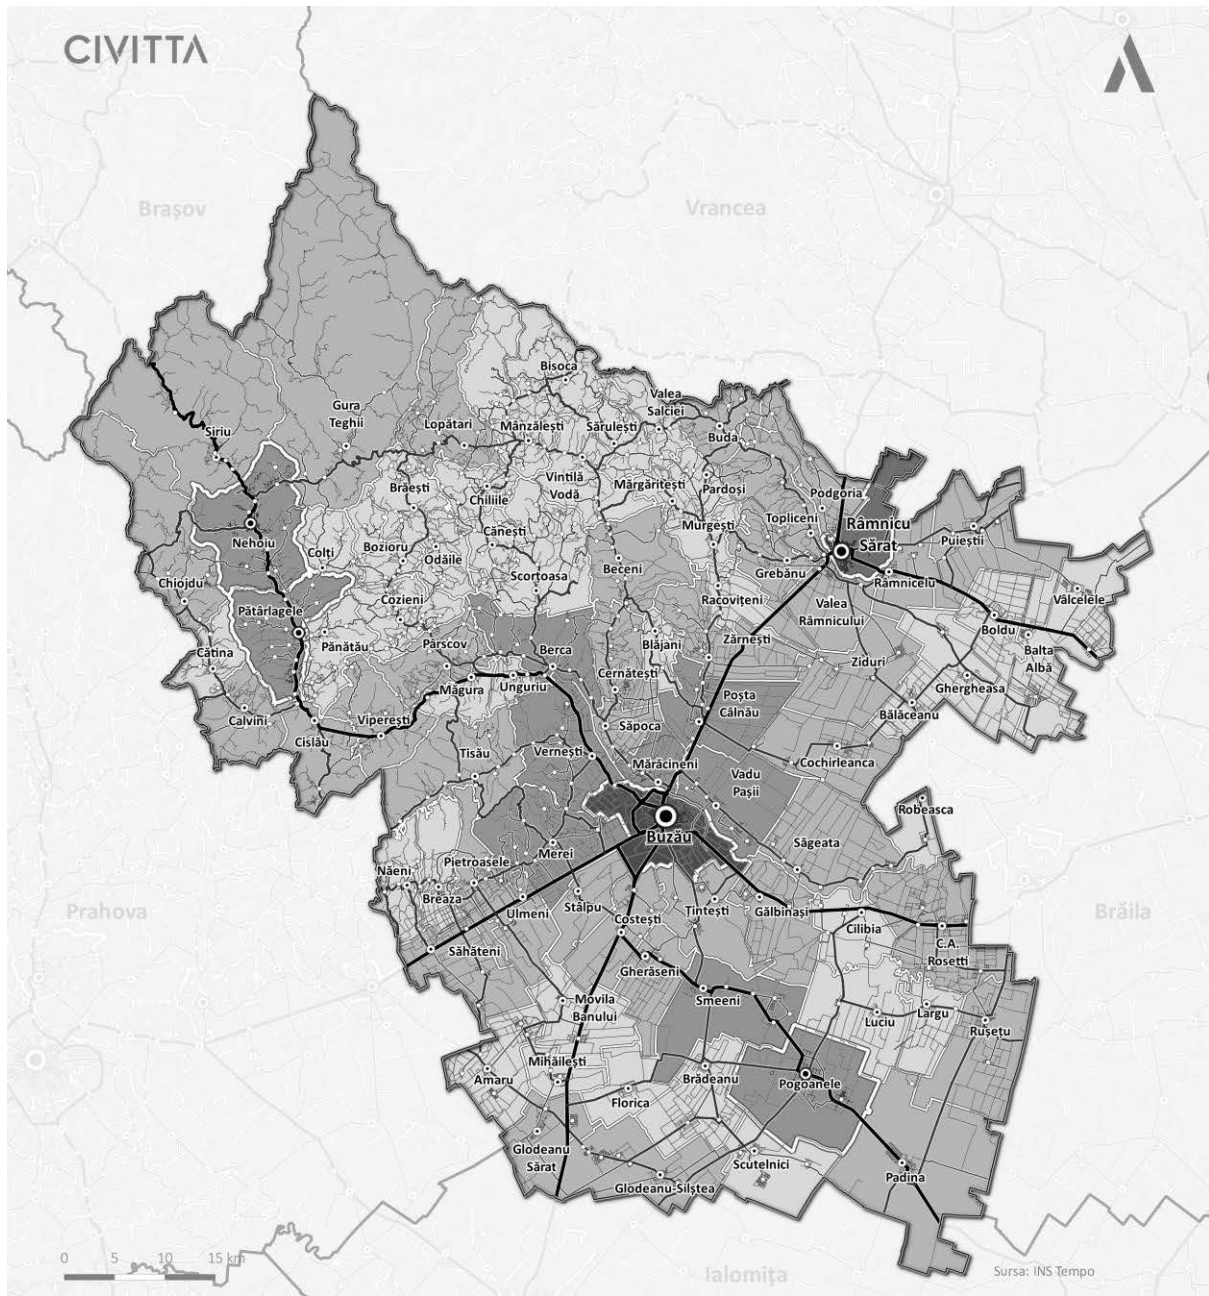 CIVITTA
Brașov
Vrancea
Bisoca
Gura
Teghii
Siriu
Lopătari
Mânzălești
Sărulești
Valea
Salciei
Buda
Brăești
Chiliile
Vintilă
Vodă
Mărgăritești
Pardoși
Podgoria
Nehoiu
Colți
Bozioru
Odăile
Cănești
Murgești
Topliceni
Râmnicu
Sărat
Puieștii
Scorțoasa
Beceni
Grebănu
Râmnicelu
Chiojdu
Pătârlagele
Cozieni
Racovițeni
Valea
Râmnicului
Boldu
Vâlcelele
Cătina
Pănătău
Pârscov
Berca
Blăjani
Zărnești
Balta
Albă
Măgura
Unguriu
Cernătești
Ziduri
Ghergheasa
Calvini
Cislău
Viperești
Săpoca
Poșta
Câlnău
Bălăceanu
Tisău
Vernești
Mărăcineni
Vadu
Pașii
Cochirleanca
Robeasca
Buzău
Săgeata
Merei
Pietroasele
Năeni
Breaza
Ulmeni
Stâlpu
Costești
Țintești
Gălbinași
Cilibia
Prahova
Brăila
Săhăteni
Gherăseni
C.A.
Rosetti
Movila
Banului
Smeeni
Luciu
Largu
Rușețu
Mihăilești
Amaru
Florica
Brădeanu
Pogoanele
Glodeanu
Sărat
Scutelnici
Padina
Glodeanu-Siliștea
0 5 10 15 km
Sursa: INS Tempo
Ialomița